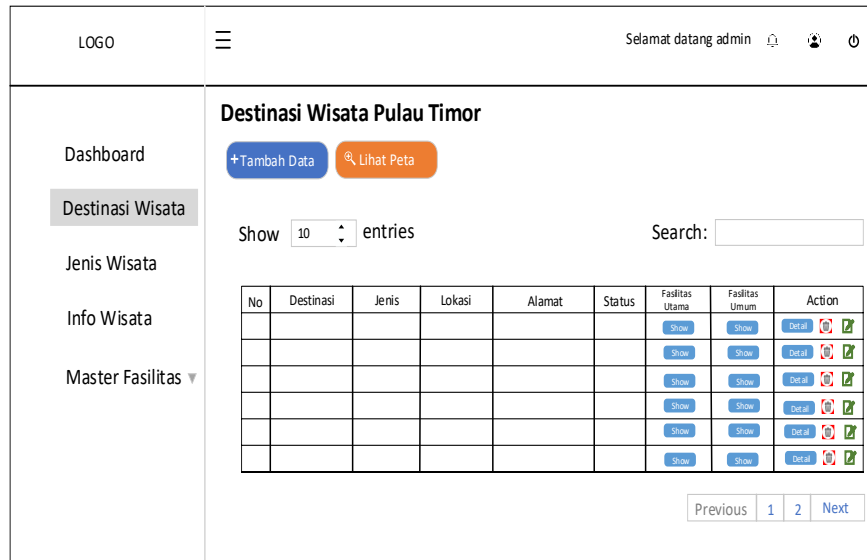 LOGO
Selamat datang admin
Destinasi Wisata Pulau Timor
+Tambah Data
Lihat Peta
Dashboard
Destinasi Wisata
Jenis Wisata
Info Wisata
Master Fasilitas
Show 10 entries
Search:
No Destinasi Jenis Lokasi Alamat Status Fasilitas Utama Fasilitas Umum Action
Show Show Detail
Show Show Detail
Show Show Detail
Show Show Detail
Show Show Detail
Show Show Detail
Previous 1 2 Next